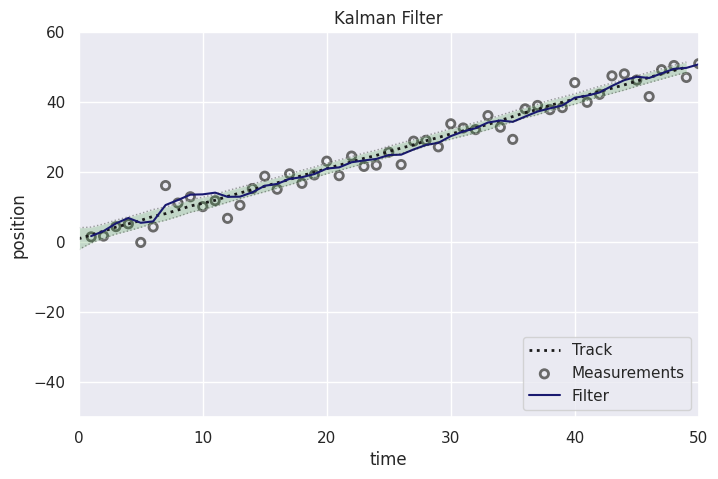 Kalman Filter
60
40
20
0
−20
−40
position
0 10 20 30 40 50
time
Track
Measurements
Filter